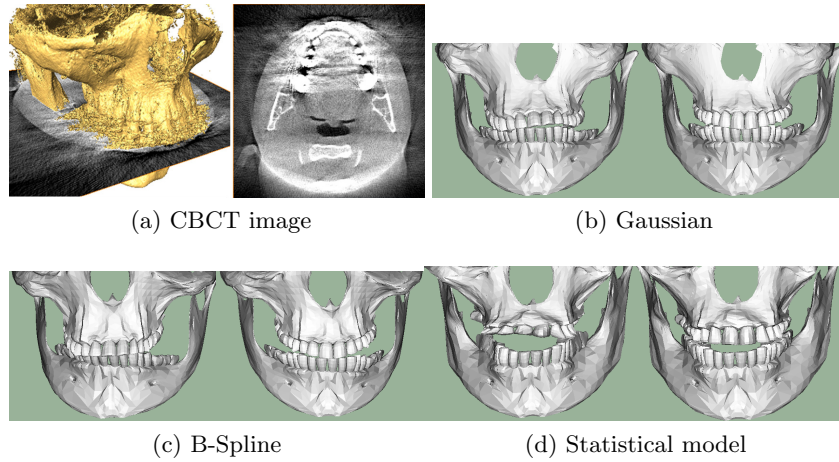 (a) CBCT image
(b) Gaussian
(c) B-Spline
(d) Statistical model